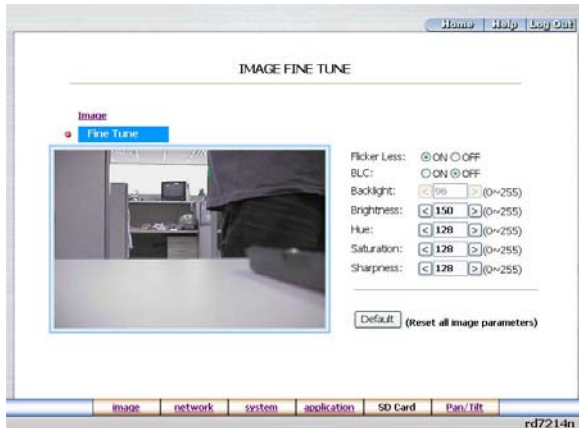 Home Help Log Out
IMAGE FINE TUNE
Image
Fine Tune
Flicker Less: ON OFF
BLC: ON OFF
Backlight: < 96 > (0~255)
Brightness: < 150 > (0~255)
Hue: < 128 > (0~255)
Saturation: < 128 > (0~255)
Sharpness: < 128 > (0~255)
Default (Reset all image parameters)
image network system application SD Card Pan/Tilt
rd7214n